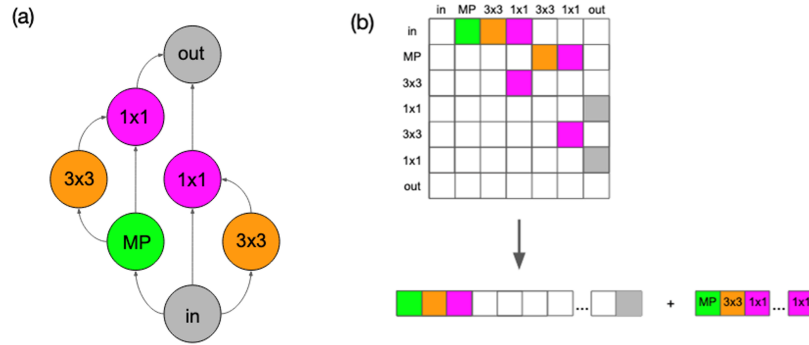 (a)
out
1x1
3x3
1x1
MP
3x3
in
(b)
in MP 3x3 1x1 3x3 1x1 out
in
MP
3x3
1x1
3x3
1x1
out
... + MP 3x3 1x1 ... 1x1